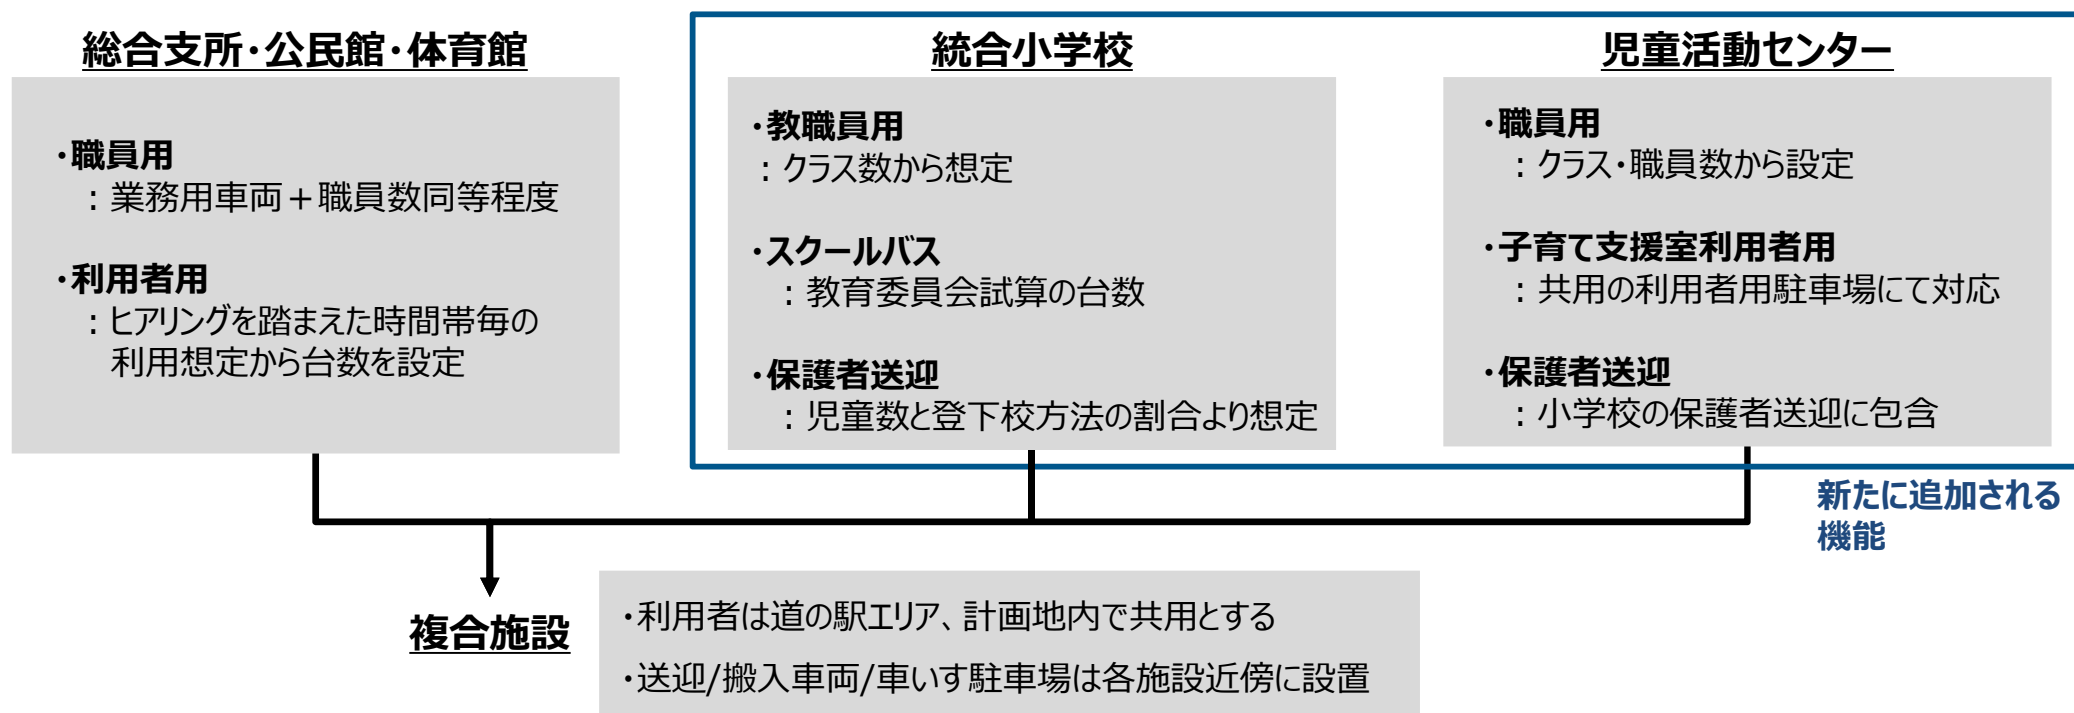 総合支所・公民館・体育館
・職員用
：業務用車両＋職員数同等程度
・利用者用
：ヒアリングを踏まえた時間帯毎の
利用想定から台数を設定
統合小学校
・教職員用
：クラス数から想定
・スクールバス
：教育委員会試算の台数
・保護者送迎
：児童数と登下校方法の割合より想定
児童活動センター
・職員用
：クラス・職員数から設定
・子育て支援室利用者用
：共用の利用者用駐車場にて対応
・保護者送迎
：小学校の保護者送迎に包含
新たに追加される
機能
複合施設
・利用者は道の駅エリア、計画地内で共用とする
・送迎/搬入車両/車いす駐車場は各施設近傍に設置